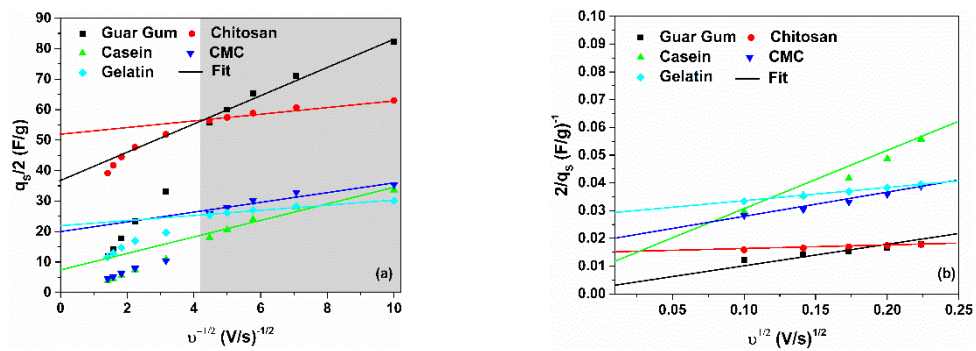 90
80
70
60
50
40
30
20
10
0
qs/2 (F/g)
Guar Gum Chitosan
Casein CMC
Gelatin Fit
(a)
0 2 4 6 8 10
υ-1/2 (V/s)-1/2
0.10
0.09
0.08
0.07
0.06
0.05
0.04
0.03
0.02
0.01
0.00
2/qs (F/g)-1
Guar Gum Chitosan
Casein CMC
Gelatin Fit
(b)
0.05 0.10 0.15 0.20 0.25
υ1/2 (V/s)1/2